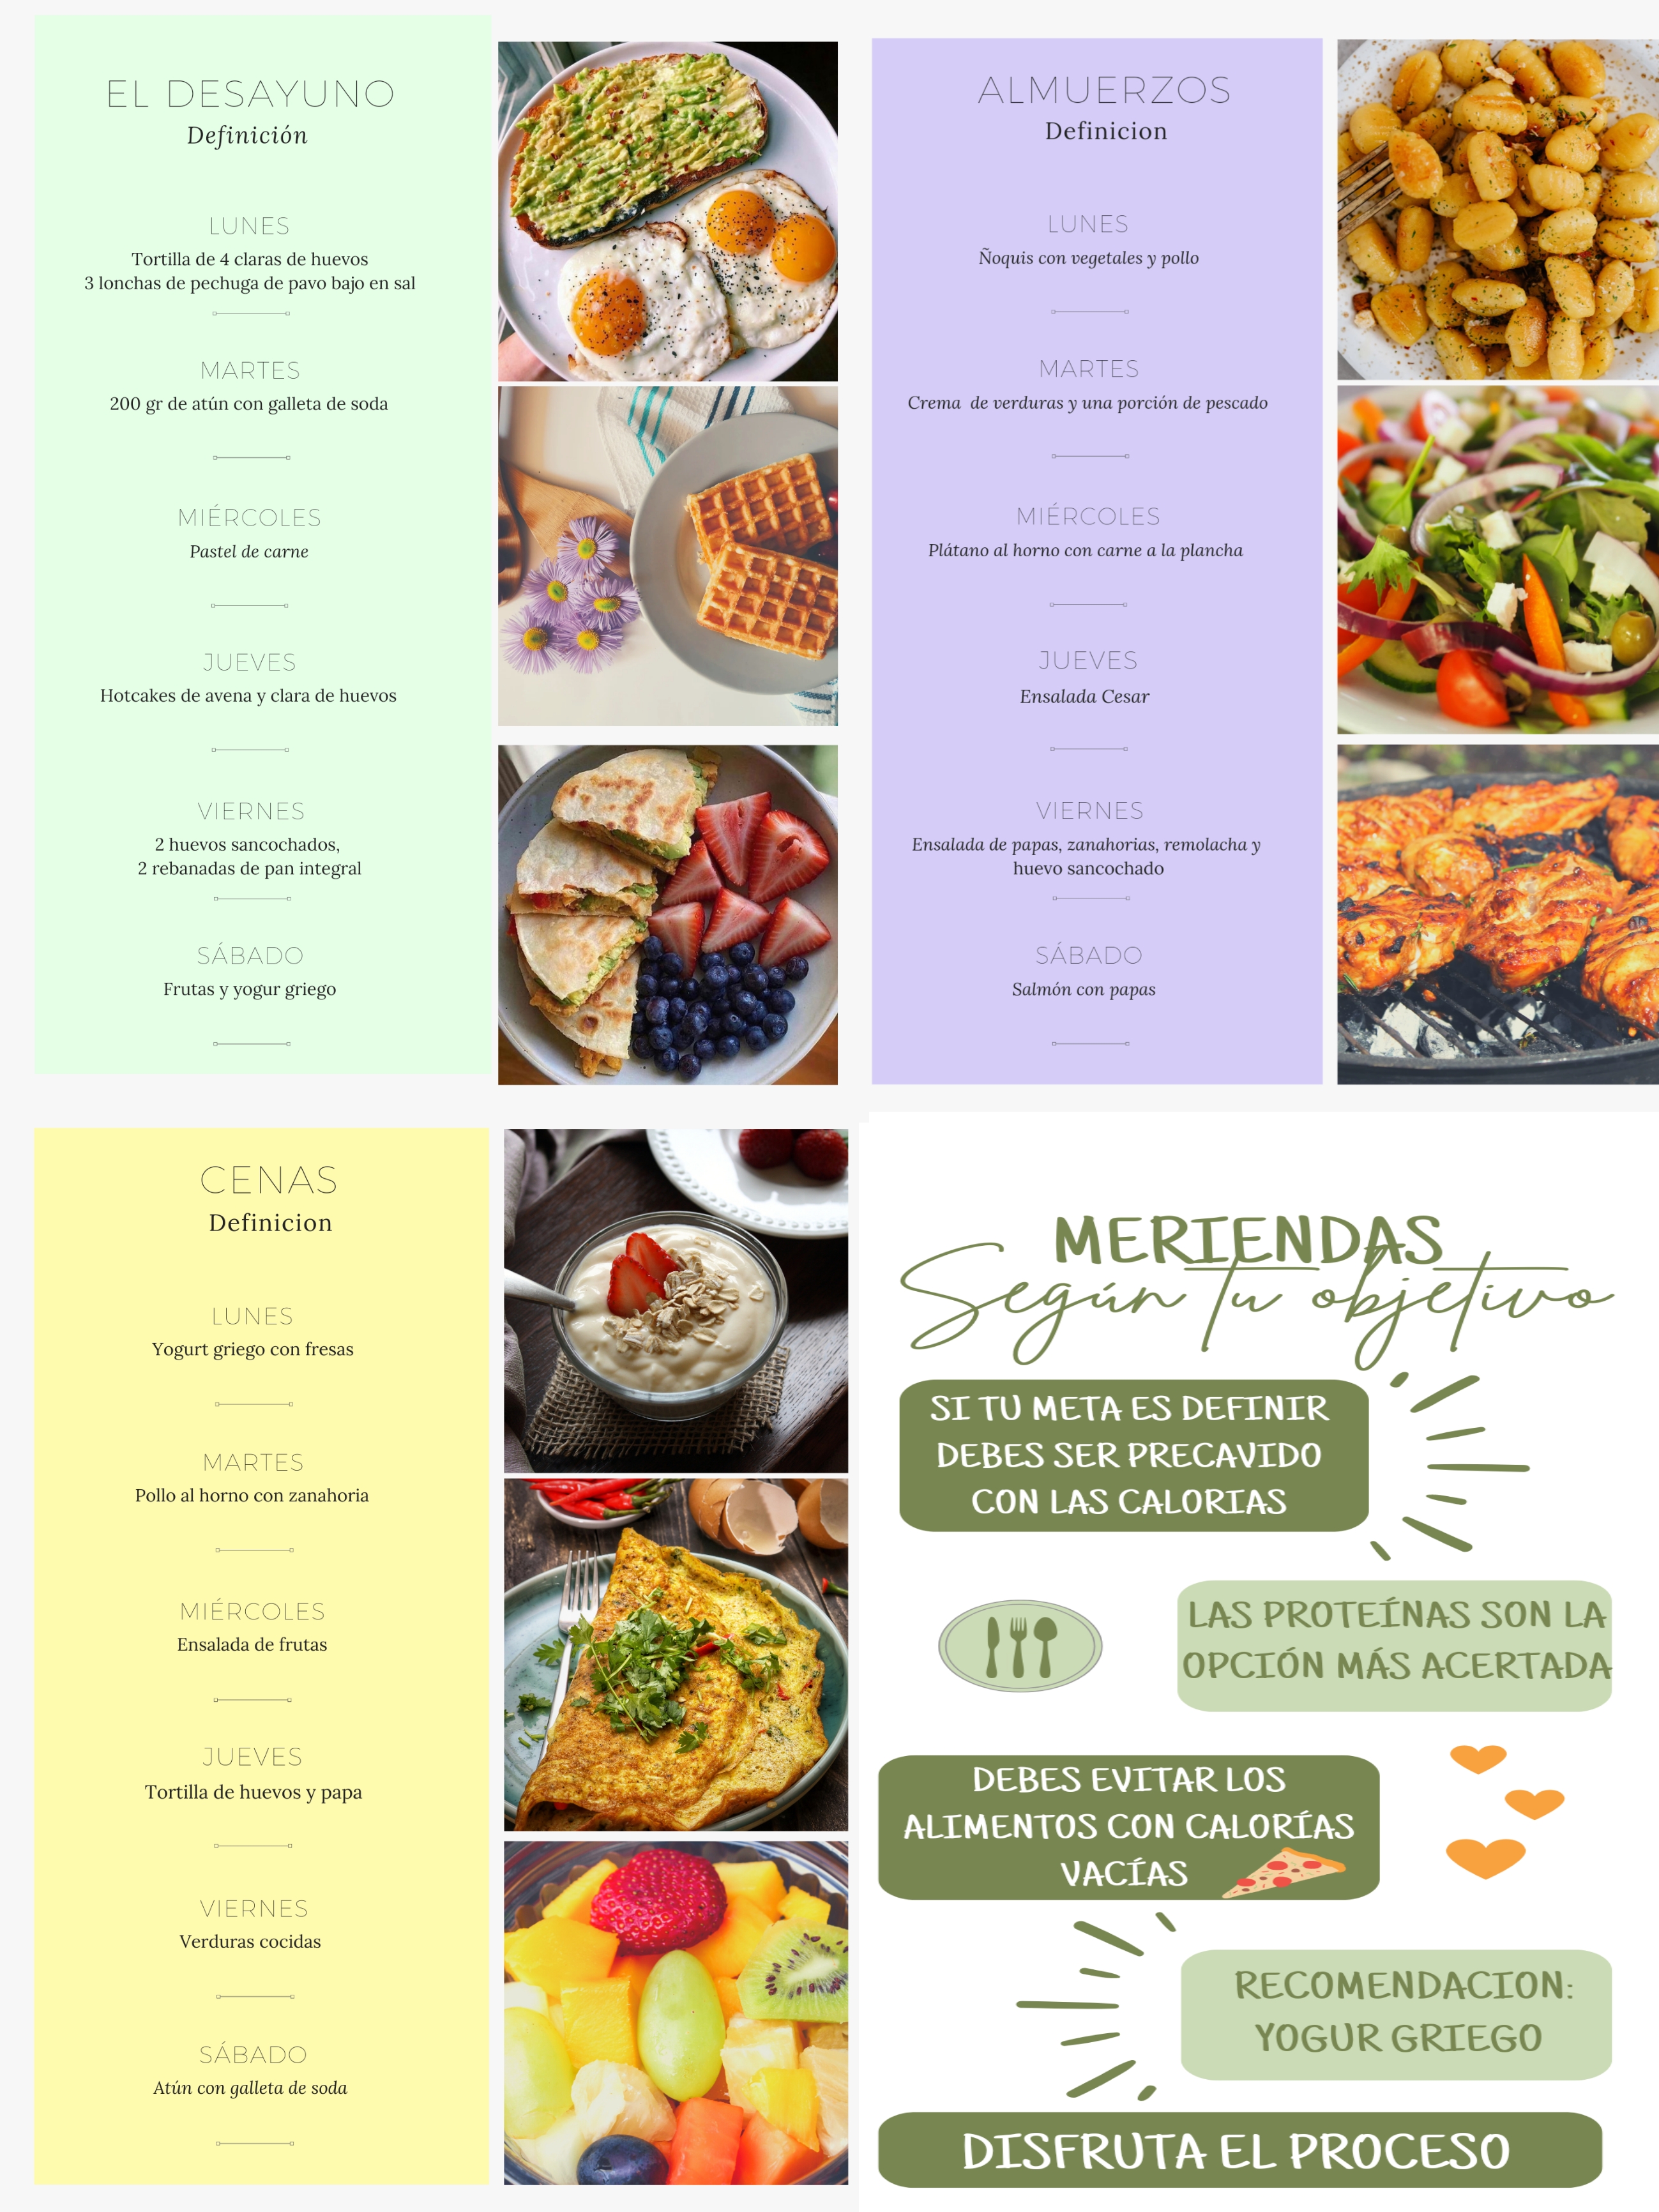 EL DESAYUNO
Definición
LUNES
Tortilla de 4 claras de huevos
3 lonchas de pechuga de pavo bajo en sal
MARTES
200 gr de atún con galleta de soda
MIÉRCOLES
Pastel de carne
JUEVES
Hotcakes de avena y clara de huevos
VIERNES
2 huevos sancochados,
2 rebanadas de pan integral
SÁBADO
Frutas y yogur griego
ALMUERZOS
Definicion
LUNES
Ñoquis con vegetales y pollo
MARTES
Crema de verduras y una porción de pescado
MIÉRCOLES
Plátano al horno con carne a la plancha
JUEVES
Ensalada Cesar
VIERNES
Ensalada de papas, zanahorias, remolacha y
huevo sancochado
SÁBADO
Salmón con papas
CENAS
Definicion
LUNES
Yogurt griego con fresas
MARTES
Pollo al horno con zanahoria
MIÉRCOLES
Ensalada de frutas
JUEVES
Tortilla de huevos y papa
VIERNES
Verduras cocidas
SÁBADO
Atún con galleta de soda
MERIENDAS
Según tu objetivo
SI TU META ES DEFINIR
DEBES SER PRECAVIDO
CON LAS CALORIAS
LAS PROTEÍNAS SON LA
OPCIÓN MÁS ACERTADA
DEBES EVITAR LOS
ALIMENTOS CON CALORÍAS
VACÍAS
RECOMENDACION:
YOGUR GRIEGO
DISFRUTA EL PROCESO